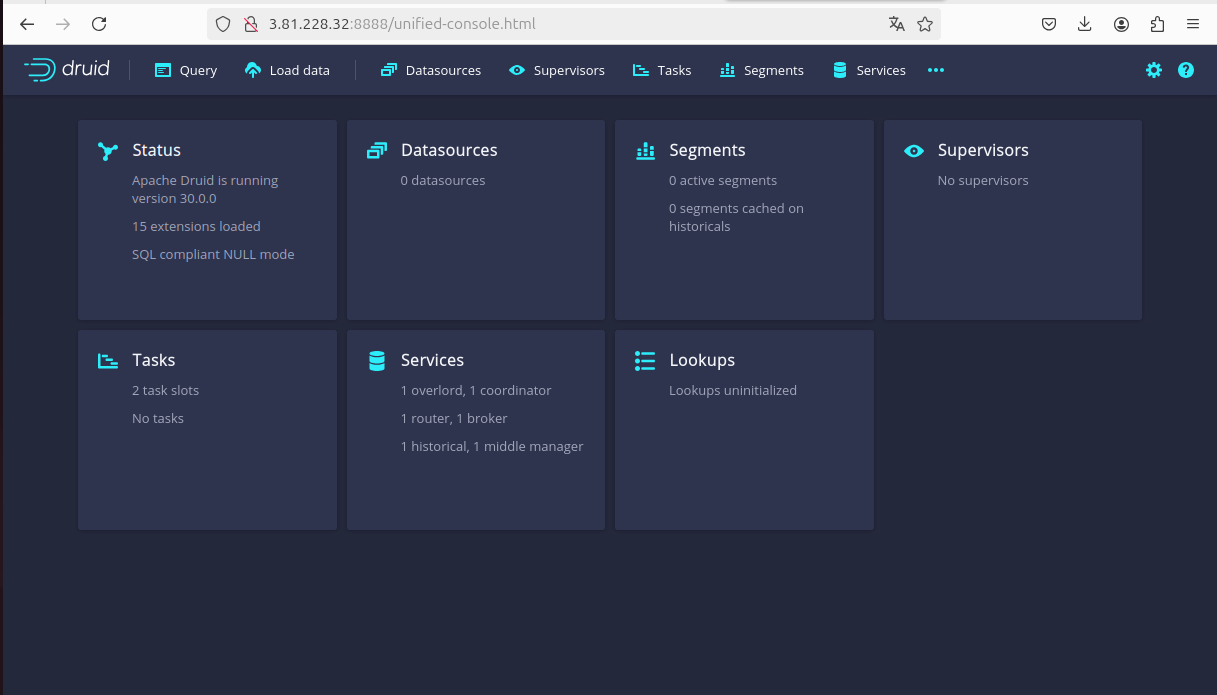 3.81.228.32:8888/unified-console.html
druid Query Load data Datasources Supervisors Tasks Segments Services
Status
Apache Druid is running
version 30.0.0
15 extensions loaded
SQL compliant NULL mode
Datasources
0 datasources
Segments
0 active segments
0 segments cached on
historicals
Supervisors
No supervisors
Tasks
2 task slots
No tasks
Services
1 overlord, 1 coordinator
1 router, 1 broker
1 historical, 1 middle manager
Lookups
Lookups uninitialized